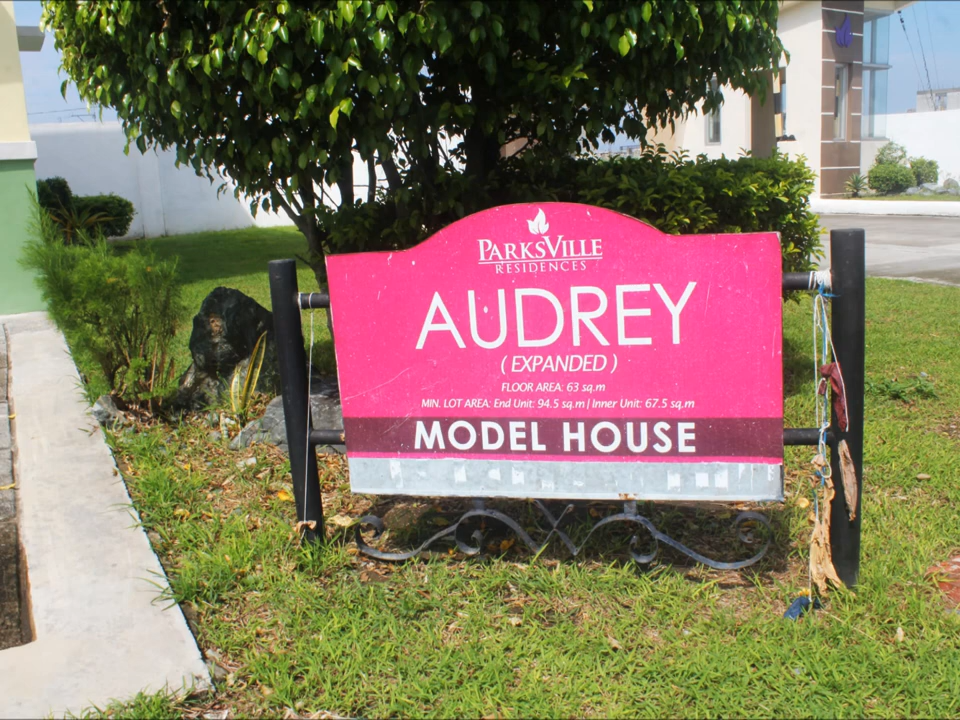 PARKSVILLE
RESIDENCES
AUDREY
( EXPANDED )
FLOOR AREA: 63 sq.m
MIN. LOT AREA: End Unit: 94.5 sq.m | Inner Unit: 67.5 sq.m
MODEL HOUSE